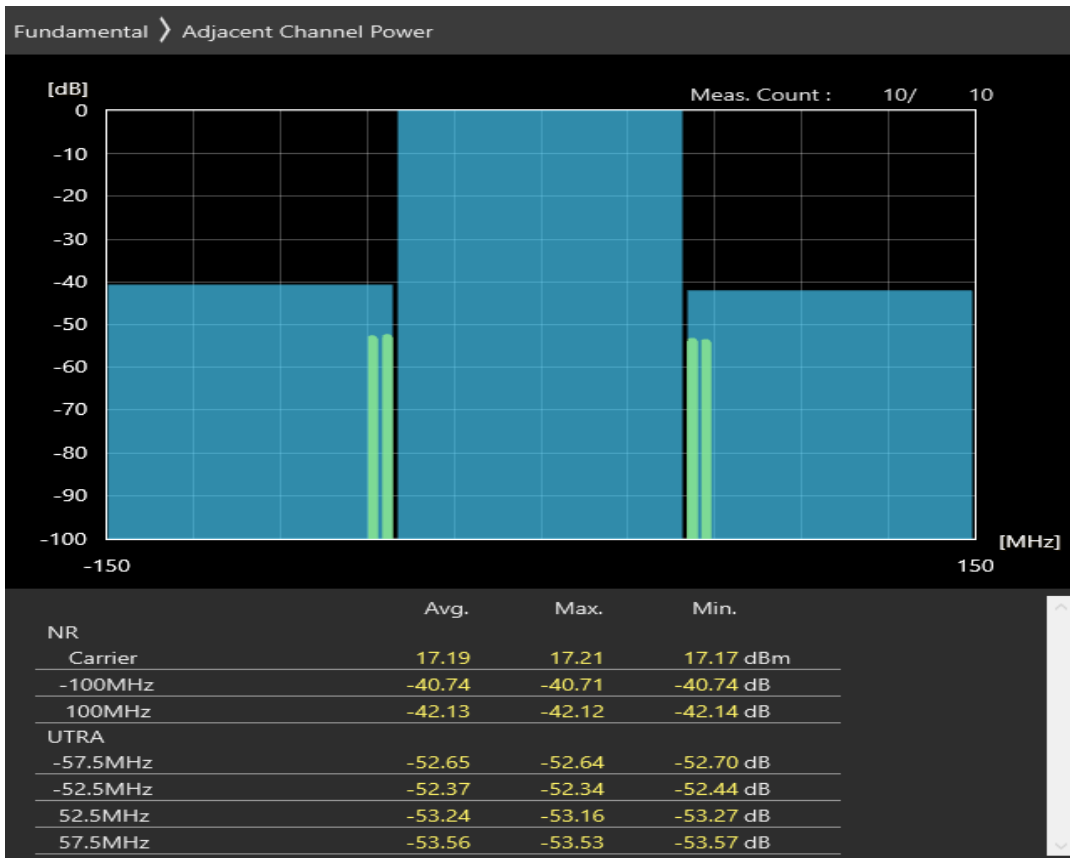 Fundamental 〉 Adjacent Channel Power
[dB]
Meas. Count : 10/ 10
0
-10
-20
-30
-40
-50
-60
-70
-80
-90
-100
[MHz]
-150 150
Avg. Max. Min.
NR
Carrier 17.19 17.21 17.17 dBm
-100MHz -40.74 -40.71 -40.74 dB
100MHz -42.13 -42.12 -42.14 dB
UTRA
-57.5MHz -52.65 -52.64 -52.70 dB
-52.5MHz -52.37 -52.34 -52.44 dB
52.5MHz -53.24 -53.16 -53.27 dB
57.5MHz -53.56 -53.53 -53.57 dB